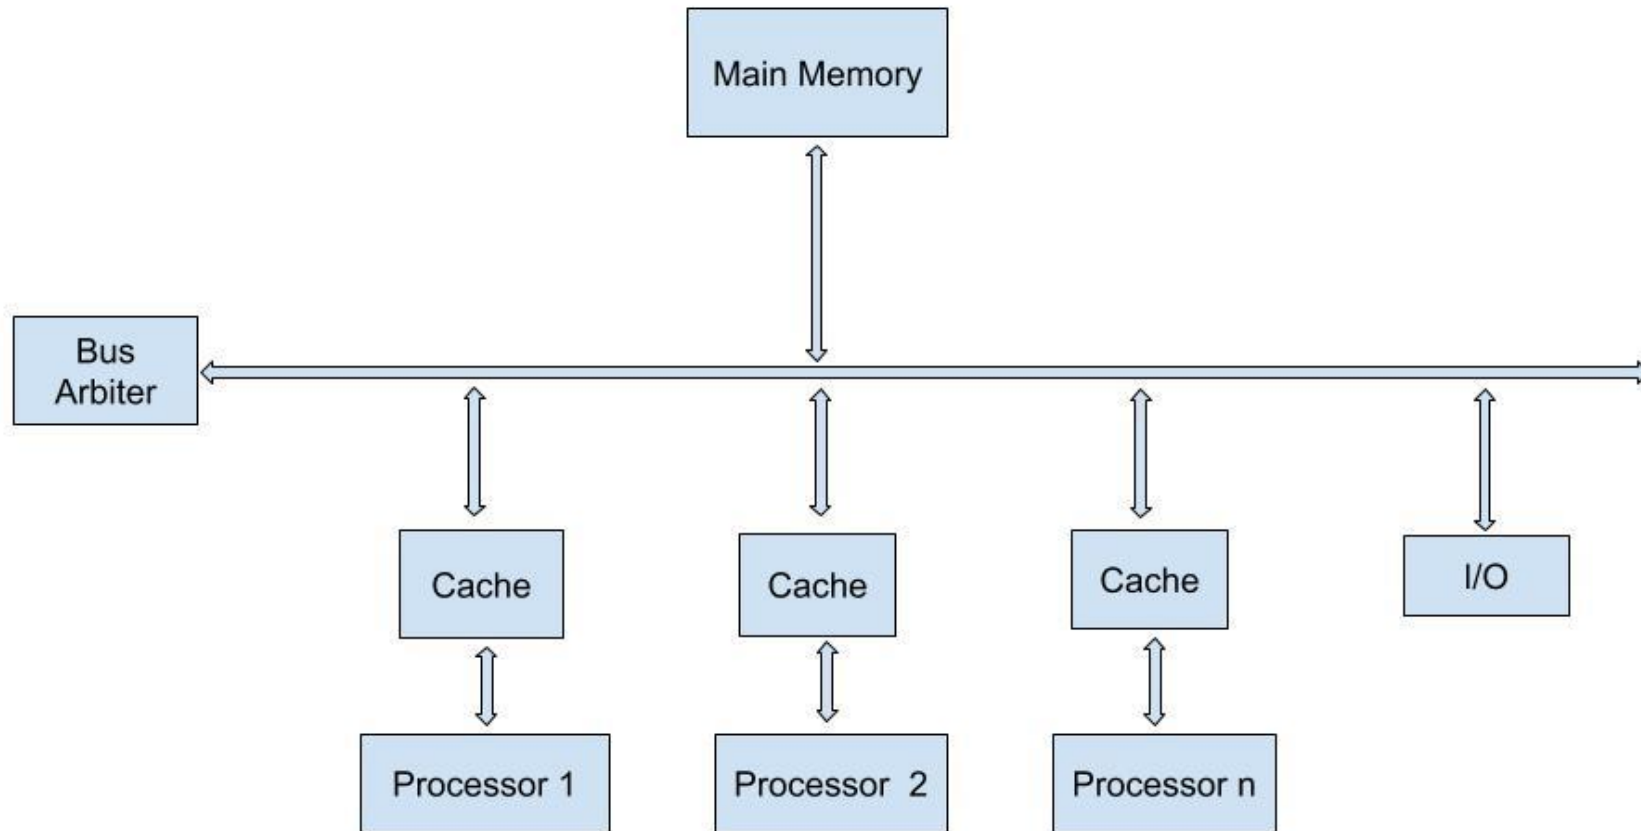 Main Memory
Bus
Arbiter
Cache
Cache
Cache
I/O
Processor 1
Processor  2
Processor n